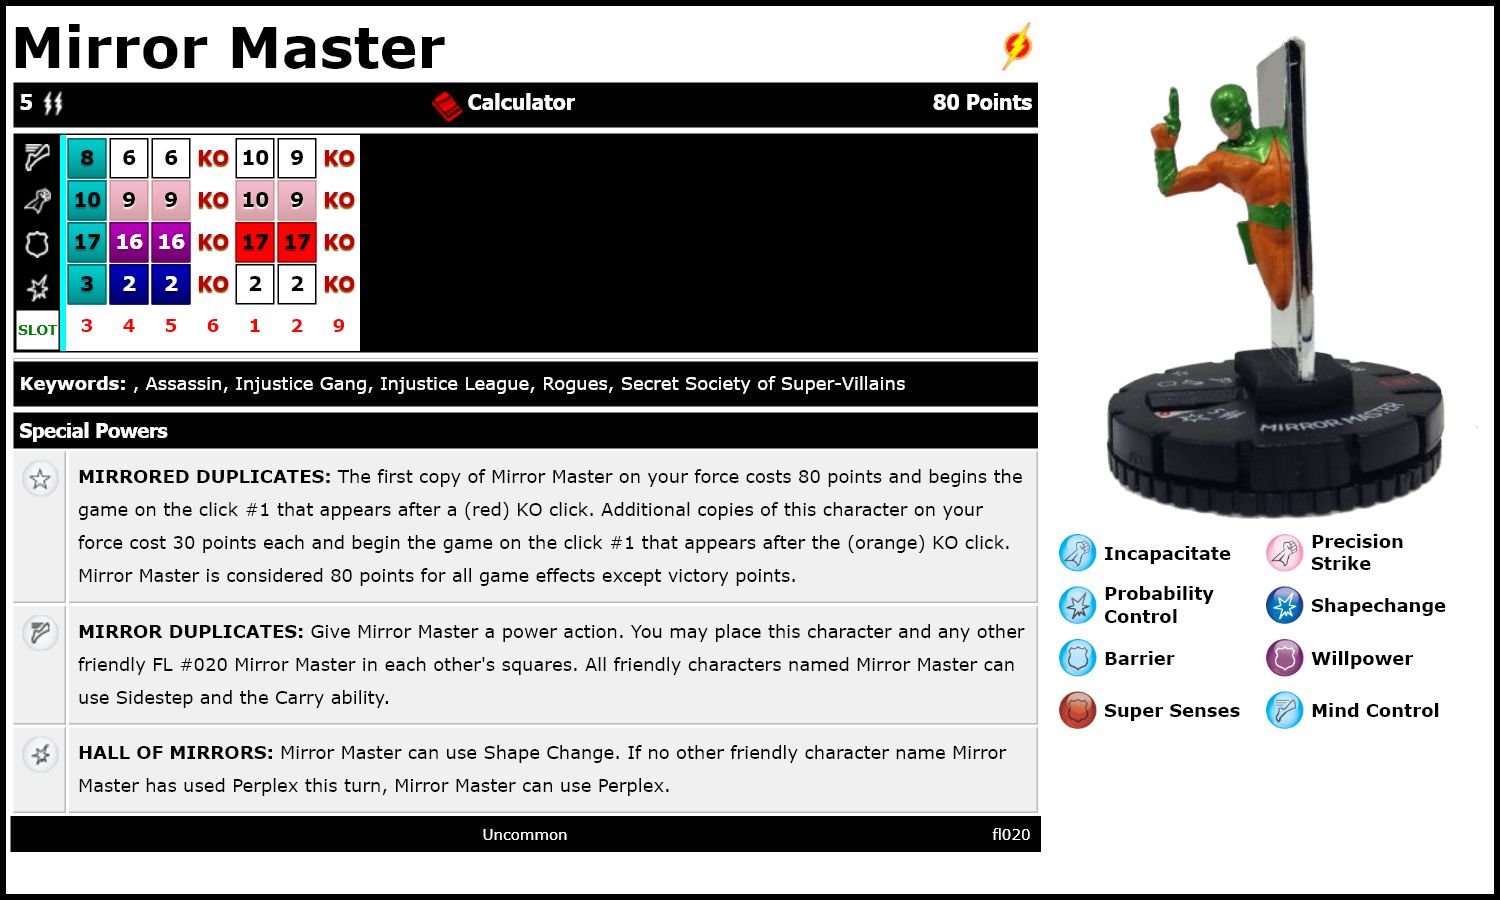 Mirror Master
5
Calculator
80 Points
8 6 6 KO 10 9 KO
10 9 9 KO 10 9 KO
17 16 16 KO 17 17 KO
3 2 2 KO 2 2 KO
SLOT 3 4 5 6 1 2 9
Keywords: , Assassin, Injustice Gang, Injustice League, Rogues, Secret Society of Super-Villains
Special Powers
MIRRORED DUPLICATES: The first copy of Mirror Master on your force costs 80 points and begins the
game on the click #1 that appears after a (red) KO click. Additional copies of this character on your
force cost 30 points each and begin the game on the click #1 that appears after the (orange) KO click.
Mirror Master is considered 80 points for all game effects except victory points.
MIRROR DUPLICATES: Give Mirror Master a power action. You may place this character and any other
friendly FL #020 Mirror Master in each other's squares. All friendly characters named Mirror Master can
use Sidestep and the Carry ability.
HALL OF MIRRORS: Mirror Master can use Shape Change. If no other friendly character name Mirror
Master has used Perplex this turn, Mirror Master can use Perplex.
Uncommon
fl020
MIRROR MASTER
Incapacitate
Precision
Strike
Probability
Control
Shapechange
Barrier
Willpower
Super Senses
Mind Control